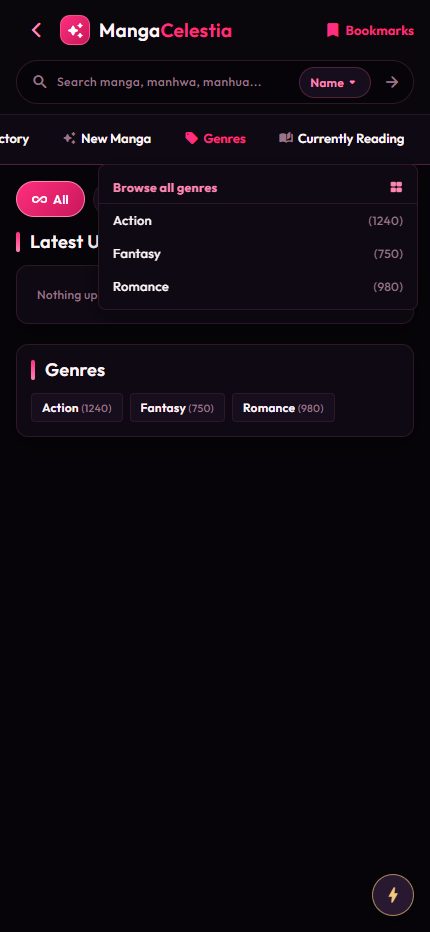 MangaCelestia
Bookmarks
Search manga, manhwa, manhua...
Name
ctory
New Manga
Genres
Currently Reading
All
Browse all genres
Action (1240)
Fantasy (750)
Romance (980)
Latest U
Nothing up
Genres
Action (1240)
Fantasy (750)
Romance (980)